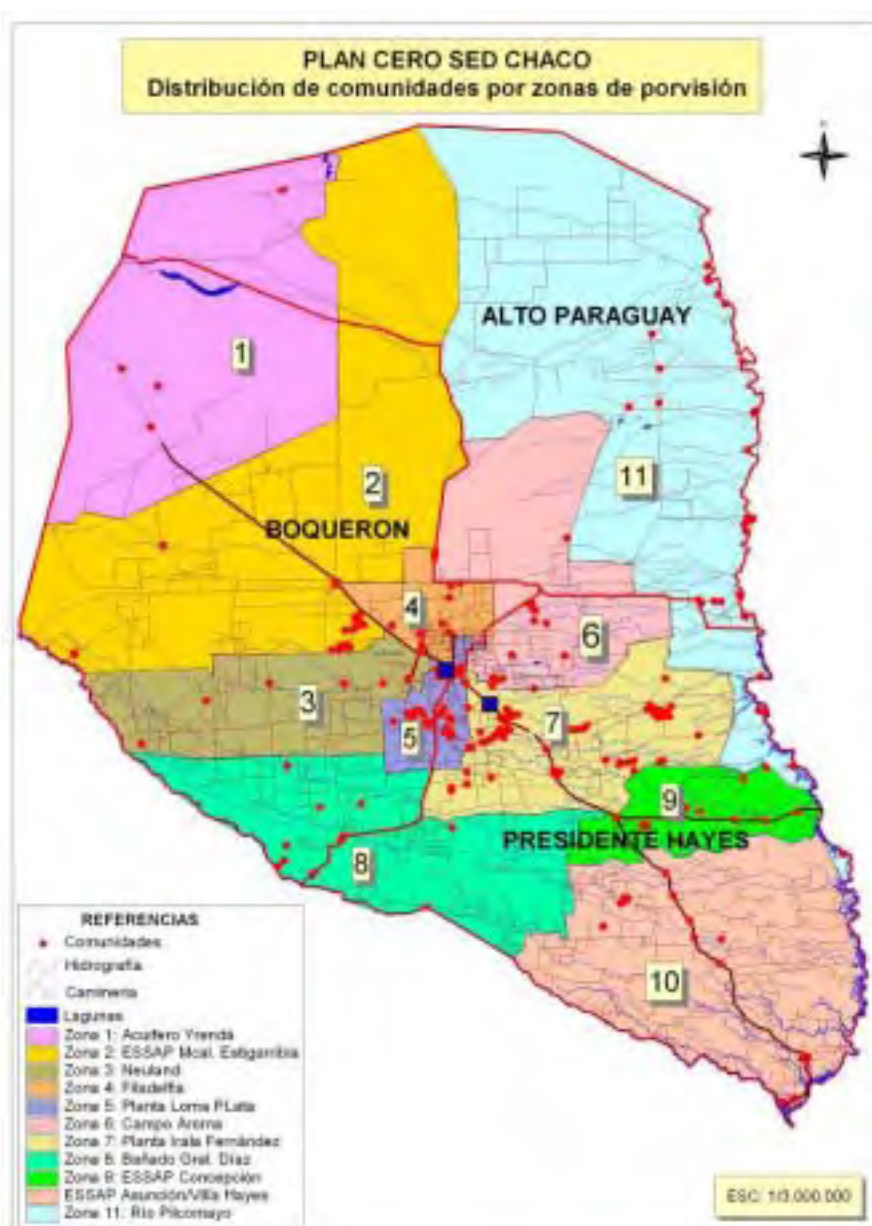 PLAN CERO SED CHACO
Distribución de comunidades por zonas de porvisión
ALTO PARAGUAY
1
2
11
BOQUERON
4
6
3
5
7
9
PRESIDENTE HAYES
8
10
REFERENCIAS
Comunidades
Hidrografía
Camineria
Lagunas
Zona 1: Acuifero Yrendá
Zona 2: ESSAP Mcal. Estigarribia
Zona 3: Neuland
Zona 4: Filadelfia
Zona 5: Planta Loma PLata
Zona 6: Campo Aroma
Zona 7: Planta Irala Fernández
Zona 8: Bañado Gral. Díaz
Zona 9: ESSAP Concepción
ESSAP Asunción/Villa Hayes
Zona 11: Río Pilcomayo
ESC: 1/3.000.000